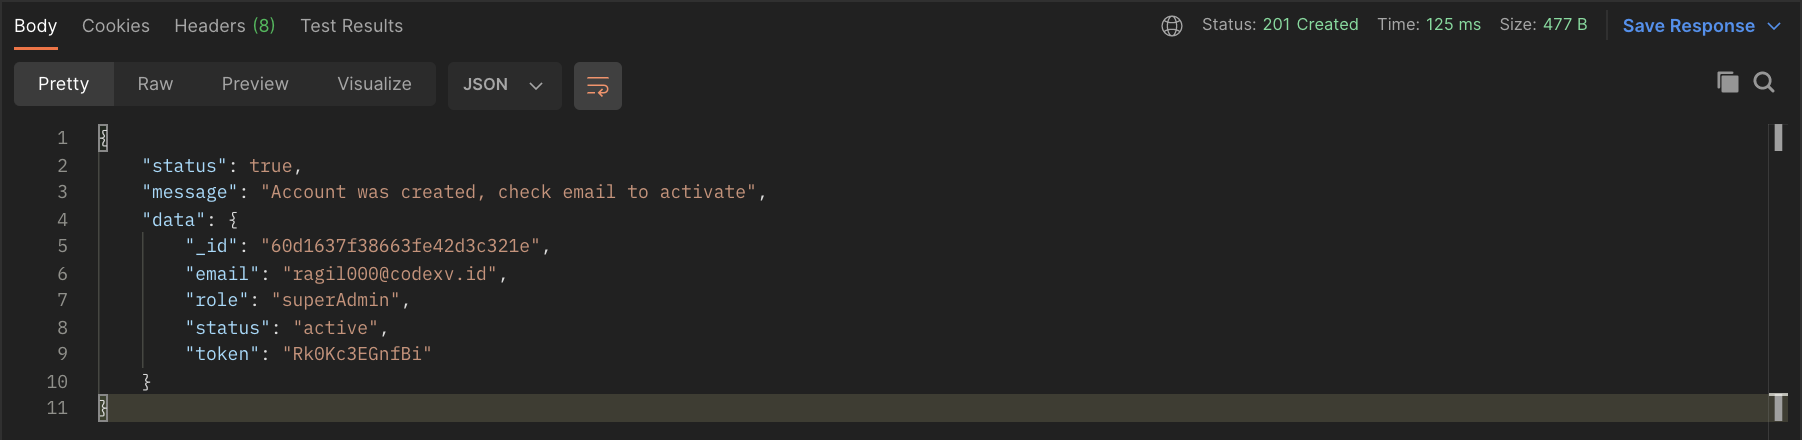 Body Cookies Headers (8) Test Results Status: 201 Created Time: 125 ms Size: 477 B Save Response
Pretty Raw Preview Visualize JSON
1 {
2 "status": true,
3 "message": "Account was created, check email to activate",
4 "data": {
5 "_id": "60d1637f38663fe42d3c321e",
6 "email": "ragil000@codexv.id",
7 "role": "superAdmin",
8 "status": "active",
9 "token": "Rk0Kc3EGnfBi"
10 }
11 }